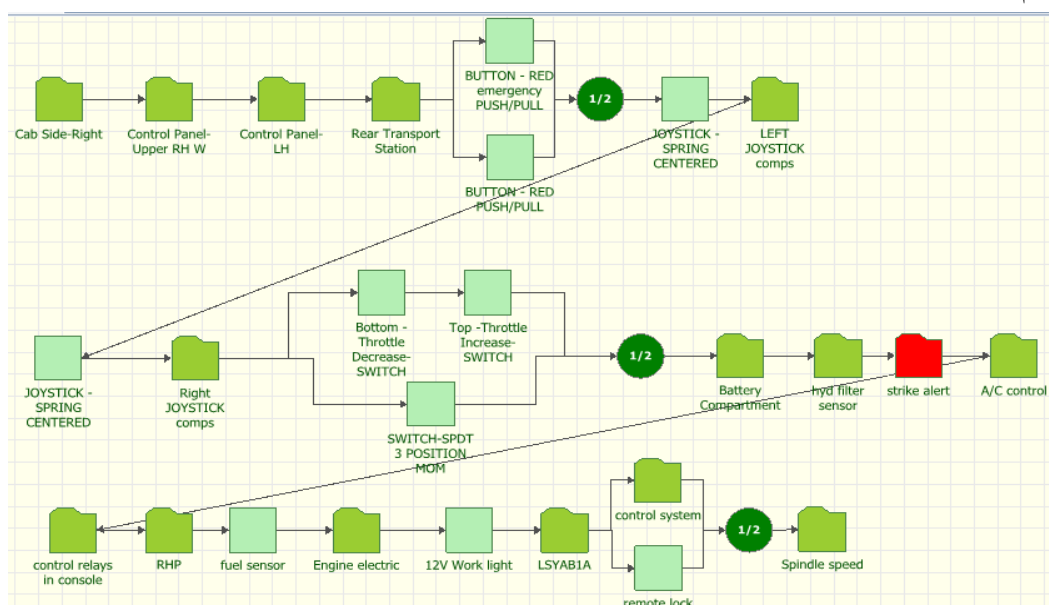 BUTTON - RED
emergency
PUSH/PULL
1/2
Cab Side-Right
Control Panel-
Upper RH W
Control Panel-
LH
Rear Transport
Station
JOYSTICK -
SPRING
CENTERED
LEFT
JOYSTICK
comps
BUTTON - RED
PUSH/PULL
Bottom -
Throttle
Decrease-
SWITCH
Top -Throttle
Increase-
SWITCH
1/2
JOYSTICK -
SPRING
CENTERED
Right
JOYSTICK
comps
Battery
Compartment
hyd filter
sensor
strike alert
A/C control
SWITCH-SPDT
3 POSITION
MOM
control system
1/2
control relays
in console
RHP
fuel sensor
Engine electric
12V Work light
LSYAB1A
Spindle speed
remote lock